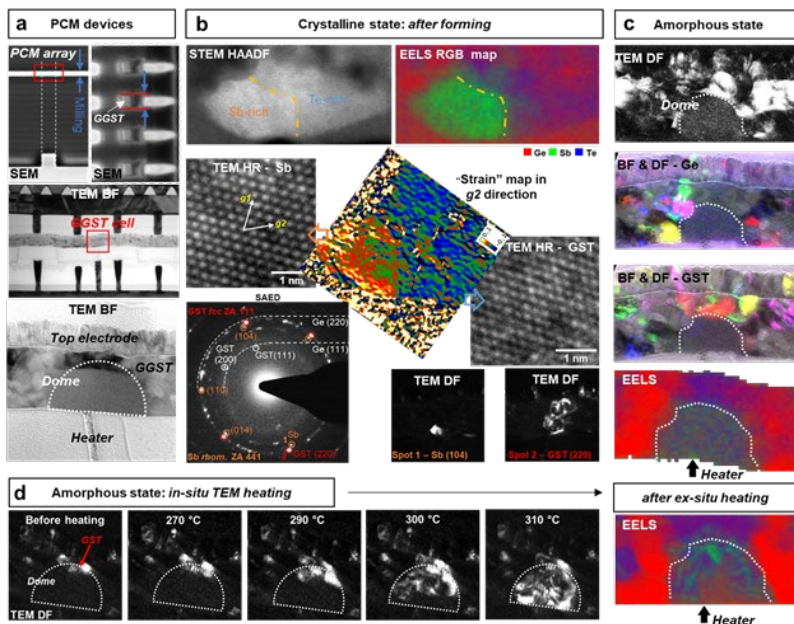 a
PCM devices
PCM array
Milling
SEM
GGST
SEM
TEM BF
GGST cell
TEM BF
Top electrode
GGST
Dome
Heater
b
Crystalline state: after forming
STEM HAADF
Sb-rich
Te-rich
EELS RGB map
Ge Sb Te
TEM HR - Sb
g1
g2
1 nm
"Strain" map in
g2 direction
TEM HR - GST
1 nm
SAED
GST fcc ZA 111
Ge (220)
(104)
Ge (111)
GST
(200)
GST(111)
(110)
(014)
1 Sb
2 GST (220)
Sb rhom. ZA 441
TEM DF
Spot 1 – Sb (104)
TEM DF
Spot 2 – GST (220)
c
Amorphous state
TEM DF
Dome
BF & DF - Ge
BF & DF - GST
EELS
Heater
after ex-situ heating
EELS
Heater
d
Amorphous state: in-situ TEM heating
Before heating
GST
Dome
TEM DF
270 °C
290 °C
300 °C
310 °C